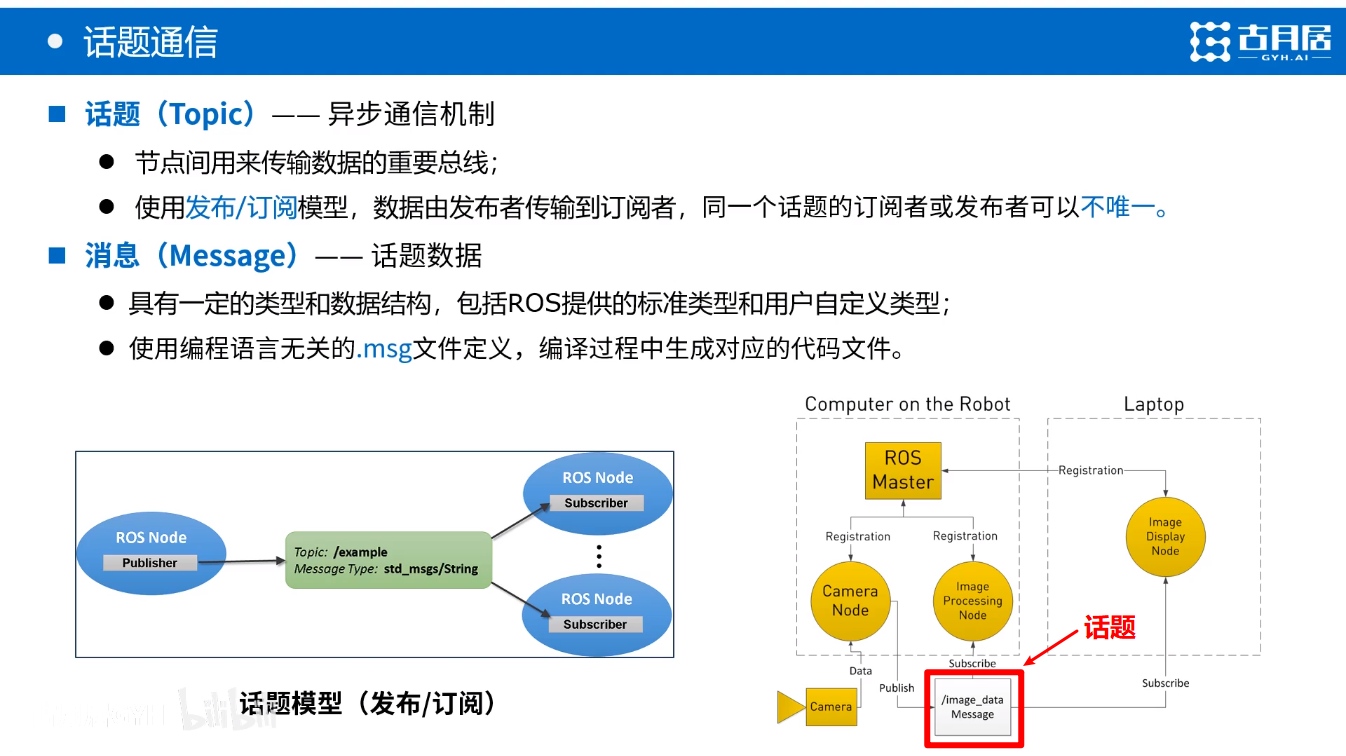 话题通信
古月居
GYH.AI
话题（Topic）—— 异步通信机制
节点间用来传输数据的重要总线；
使用发布/订阅模型，数据由发布者传输到订阅者，同一个话题的订阅者或发布者可以不唯一。
消息（Message）—— 话题数据
具有一定的类型和数据结构，包括ROS提供的标准类型和用户自定义类型；
使用编程语言无关的.msg文件定义，编译过程中生成对应的代码文件。
ROS Node
Publisher
Topic: /example
Message Type: std_msgs/String
ROS Node
Subscriber
ROS Node
Subscriber
话题模型（发布/订阅）
bilibili
Computer on the Robot
Laptop
ROS
Master
Registration
Registration
Registration
Image
Display
Node
Camera
Node
Image
Processing
Node
话题
Data
Publish
Subscribe
Subscribe
Camera
/image_data
Message